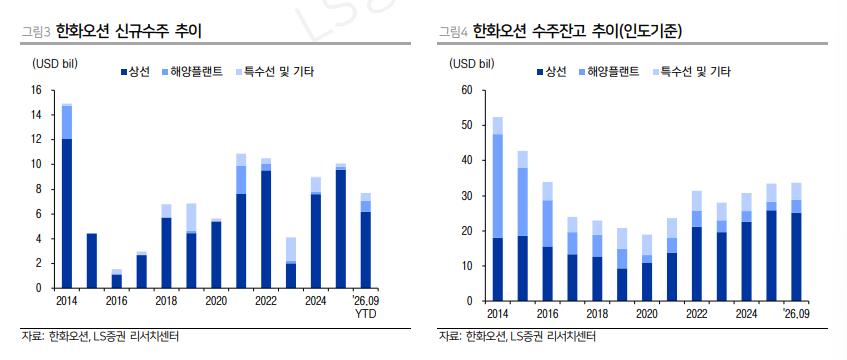 LS증
그림3 한화오션 신규수주 추이
(USD bil)
상선 해양플랜트 특수선 및 기타
16
14
12
10
8
6
4
2
0
2014 2016 2018 2020 2022 2024 '26.09
YTD
자료: 한화오션, LS증권 리서치센터
그림4 한화오션 수주잔고 추이(인도기준)
(USD bil)
상선 해양플랜트 특수선 및 기타
60
50
40
30
20
10
0
2014 2016 2018 2020 2022 2024 '26.09
자료: 한화오션, LS증권 리서치센터